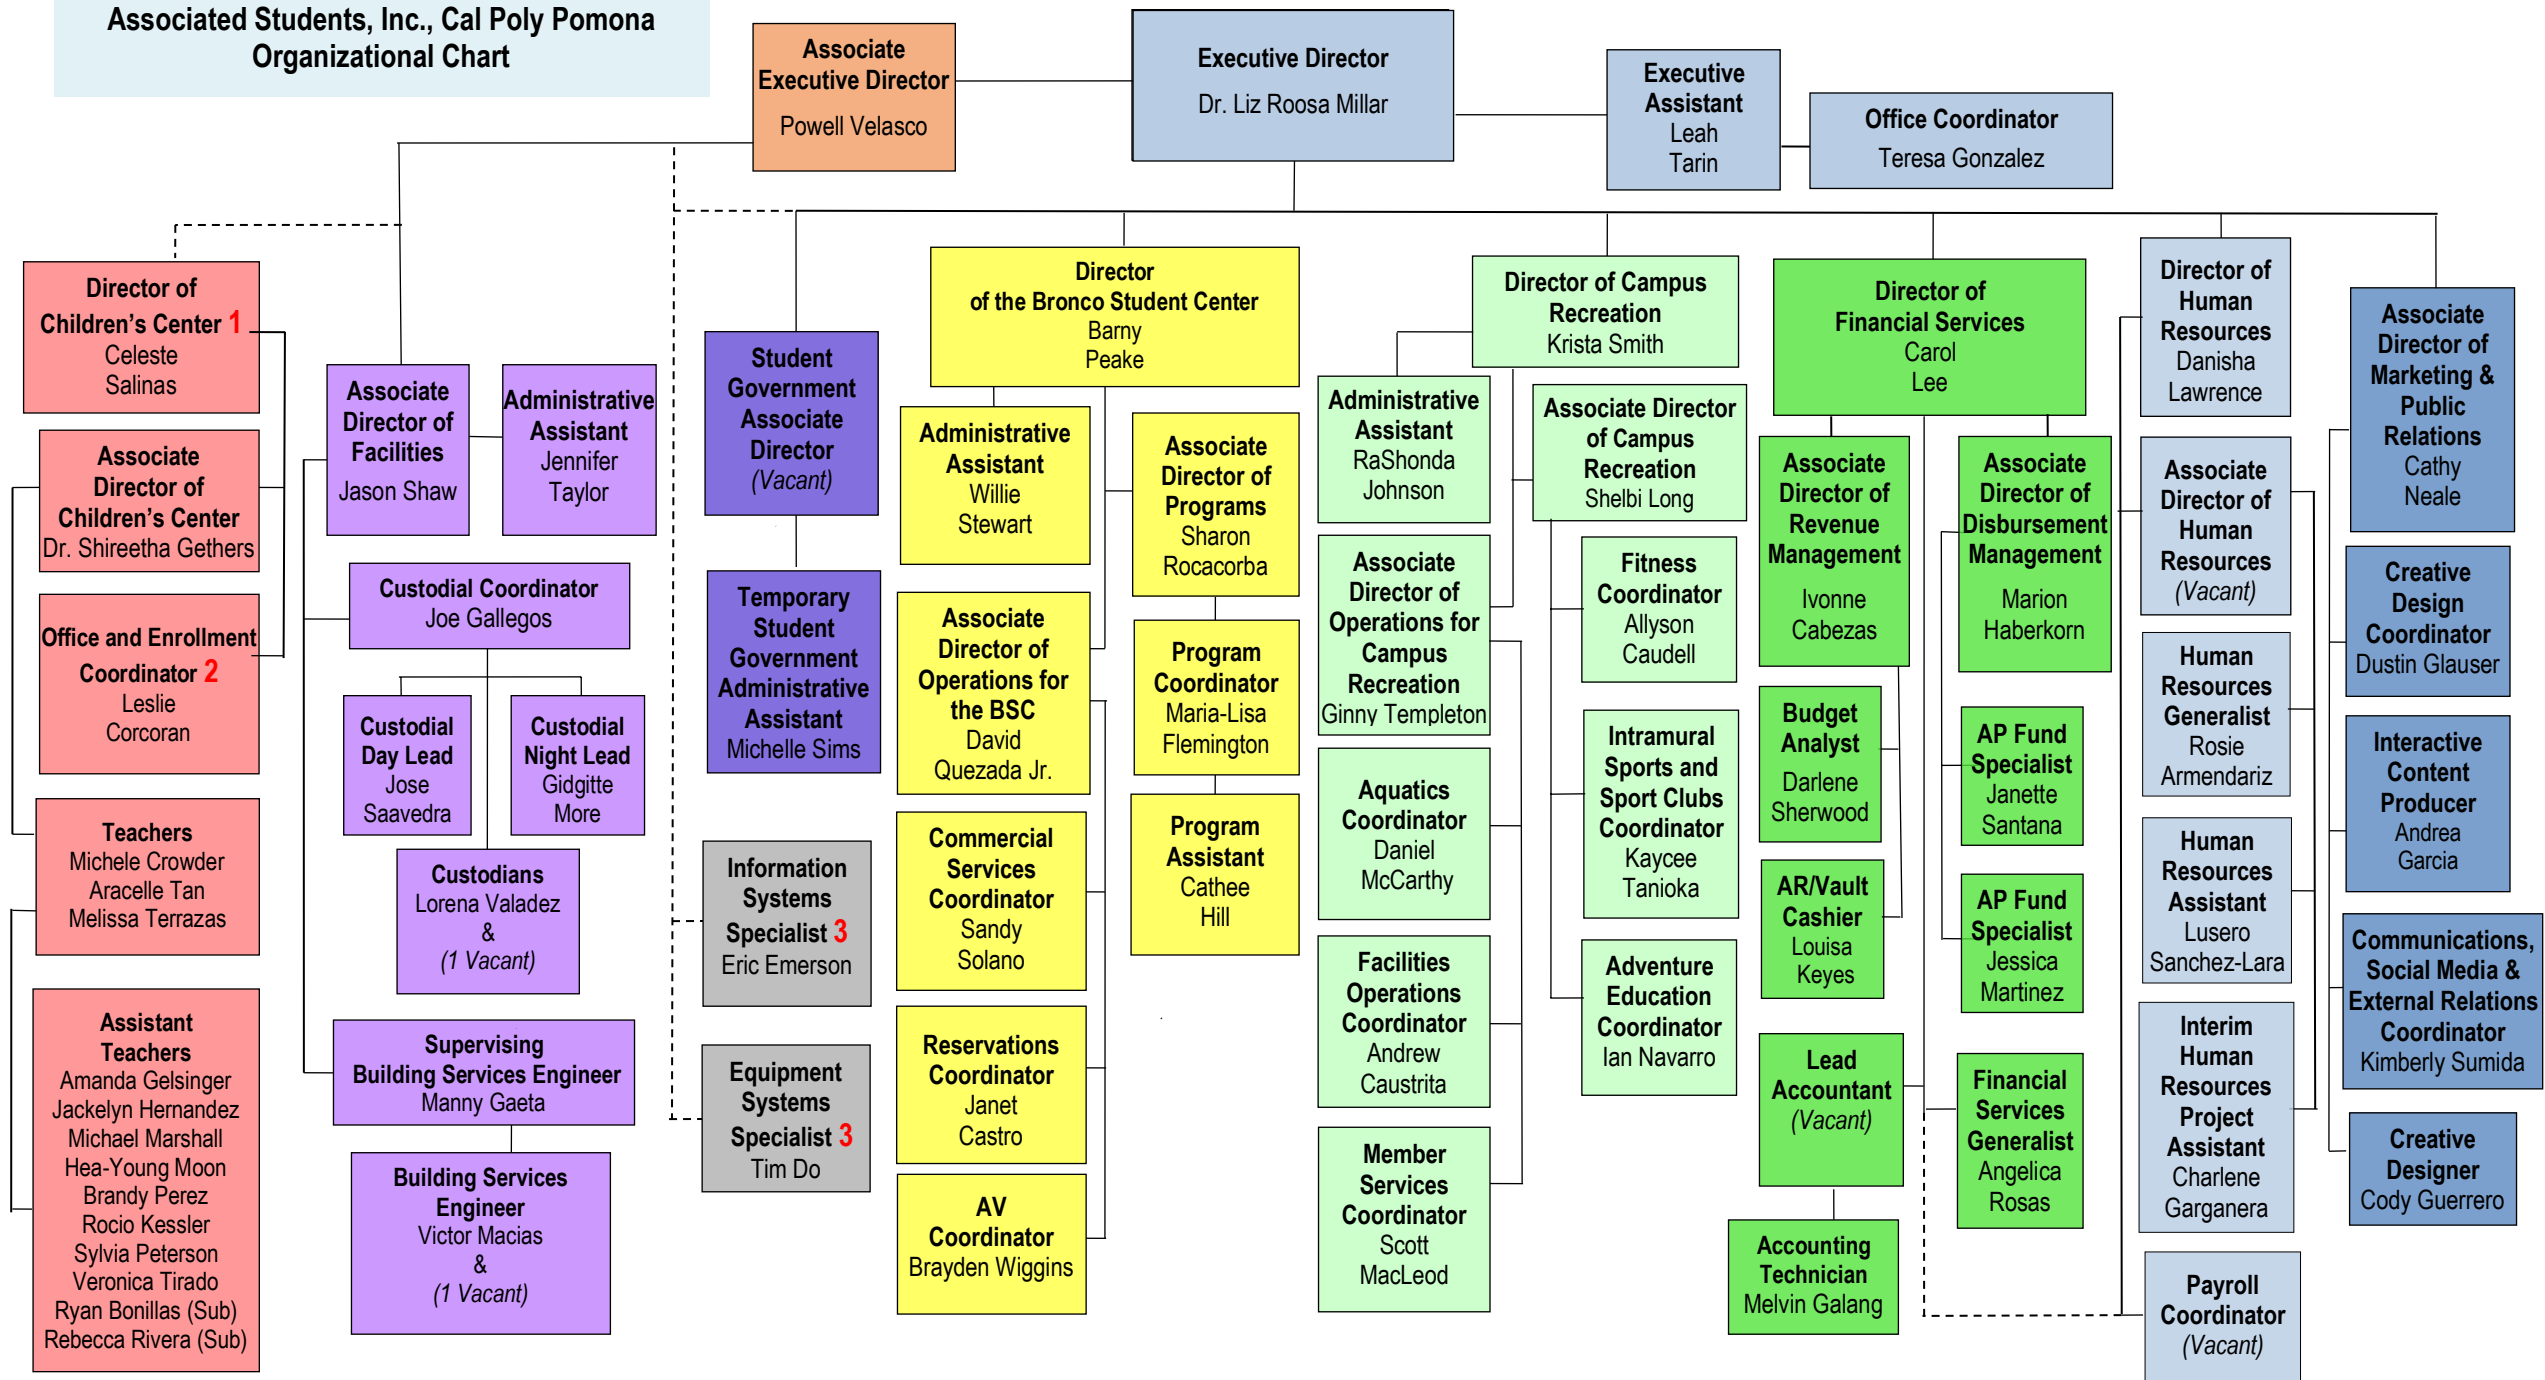 Associated Students, Inc., Cal Poly Pomona
Organizational Chart
Associate
Executive Director
Powell Velasco
Executive Director
Dr. Liz Roosa Millar
Executive
Assistant
Leah
Tarin
Office Coordinator
Teresa Gonzalez
Director of
Children’s Center 1
Celeste
Salinas
Associate
Director of
Children’s Center
Dr. Shireetha Gethers
Office and Enrollment
Coordinator 2
Leslie
Corcoran
Teachers
Michele Crowder
Aracelle Tan
Melissa Terrazas
Assistant
Teachers
Amanda Gelsinger
Jackelyn Hernandez
Michael Marshall
Hea-Young Moon
Brandy Perez
Rocio Kessler
Sylvia Peterson
Veronica Tirado
Ryan Bonillas (Sub)
Rebecca Rivera (Sub)
Associate
Director of
Facilities
Jason Shaw
Administrative
Assistant
Jennifer
Taylor
Custodial Coordinator
Joe Gallegos
Custodial
Day Lead
Jose
Saavedra
Custodial
Night Lead
Gidgitte
More
Custodians
Lorena Valadez
&
(1 Vacant)
Supervising
Building Services Engineer
Manny Gaeta
Building Services
Engineer
Victor Macias
&
(1 Vacant)
Student
Government
Associate
Director
(Vacant)
Temporary
Student
Government
Administrative
Assistant
Michelle Sims
Information
Systems
Specialist 3
Eric Emerson
Equipment
Systems
Specialist 3
Tim Do
Director
of the Bronco Student Center
Barny
Peake
Administrative
Assistant
Willie
Stewart
Associate
Director of
Programs
Sharon
Rocacorba
Associate
Director of
Operations for
the BSC
David
Quezada Jr.
Program
Coordinator
Maria-Lisa
Flemington
Program
Assistant
Cathee
Hill
Commercial
Services
Coordinator
Sandy
Solano
Reservations
Coordinator
Janet
Castro
AV
Coordinator
Brayden Wiggins
Director of Campus
Recreation
Krista Smith
Administrative
Assistant
RaShonda
Johnson
Associate Director
of Campus
Recreation
Shelbi Long
Associate
Director of
Operations for
Campus
Recreation
Ginny Templeton
Fitness
Coordinator
Allyson
Caudell
Intramural
Sports and
Sport Clubs
Coordinator
Kaycee
Tanioka
Adventure
Education
Coordinator
Ian Navarro
Aquatics
Coordinator
Daniel
McCarthy
Facilities
Operations
Coordinator
Andrew
Caustrita
Member
Services
Coordinator
Scott
MacLeod
Director of
Financial Services
Carol
Lee
Associate
Director of
Revenue
Management
Ivonne
Cabezas
Associate
Director of
Disbursement
Management
Marion
Haberkorn
Budget
Analyst
Darlene
Sherwood
AR/Vault
Cashier
Louisa
Keyes
AP Fund
Specialist
Janette
Santana
AP Fund
Specialist
Jessica
Martinez
Lead
Accountant
(Vacant)
Financial
Services
Generalist
Angelica
Rosas
Accounting
Technician
Melvin Galang
Director of
Human
Resources
Danisha
Lawrence
Associate
Director of
Human
Resources
(Vacant)
Human
Resources
Generalist
Rosie
Armendariz
Human
Resources
Assistant
Lusero
Sanchez-Lara
Interim
Human
Resources
Project
Assistant
Charlene
Garganera
Payroll
Coordinator
(Vacant)
Associate
Director of
Marketing &
Public
Relations
Cathy
Neale
Creative
Design
Coordinator
Dustin Glauser
Interactive
Content
Producer
Andrea
Garcia
Communications,
Social Media &
External Relations
Coordinator
Kimberly Sumida
Creative
Designer
Cody Guerrero